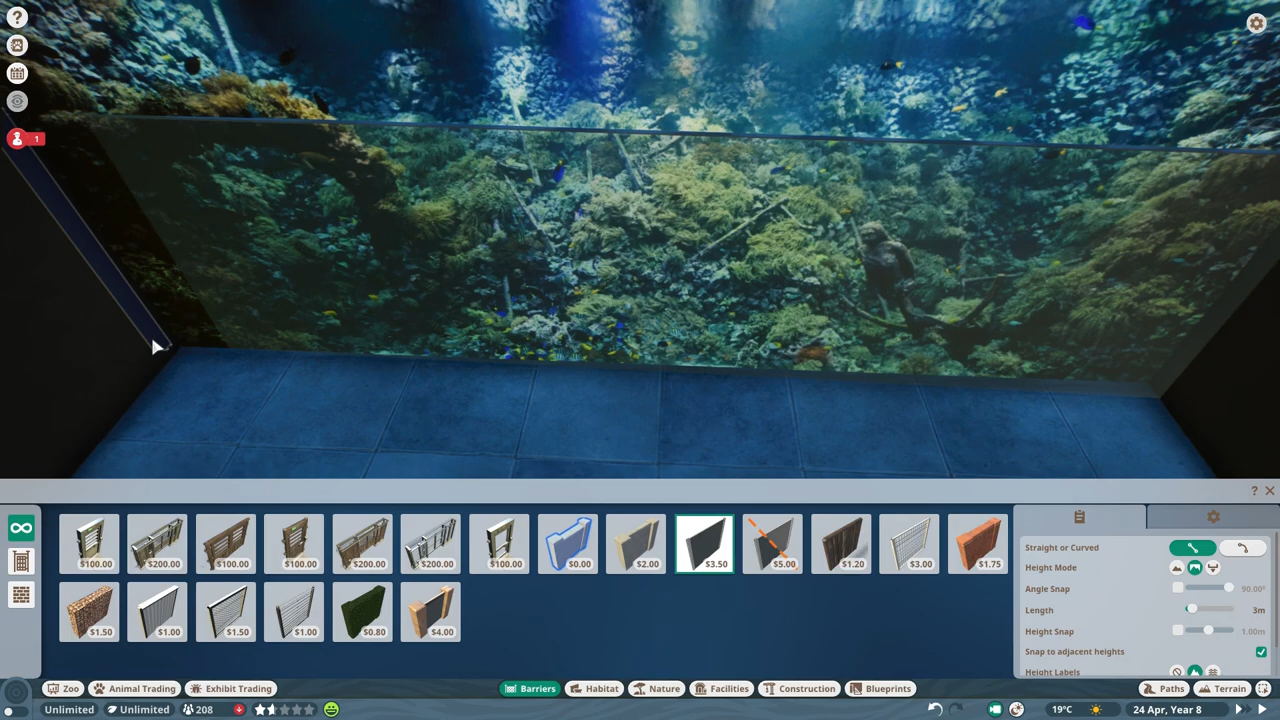 ?
1
? ×
$100.00 $200.00 $100.00 $100.00 $200.00 $200.00 $100.00 $0.00 $2.00 $3.50 $5.00 $1.20 $3.00 $1.75
$1.50 $1.00 $1.50 $1.00 $0.80 $4.00
Straight or Curved
Height Mode
Angle Snap 90.00°
Length 3m
Height Snap 1.00m
Snap to adjacent heights
Height Labels
Zoo Animal Trading Exhibit Trading Barriers Habitat Nature Facilities Construction Blueprints Paths Terrain
Unlimited Unlimited 208 19°C 24 Apr, Year 8